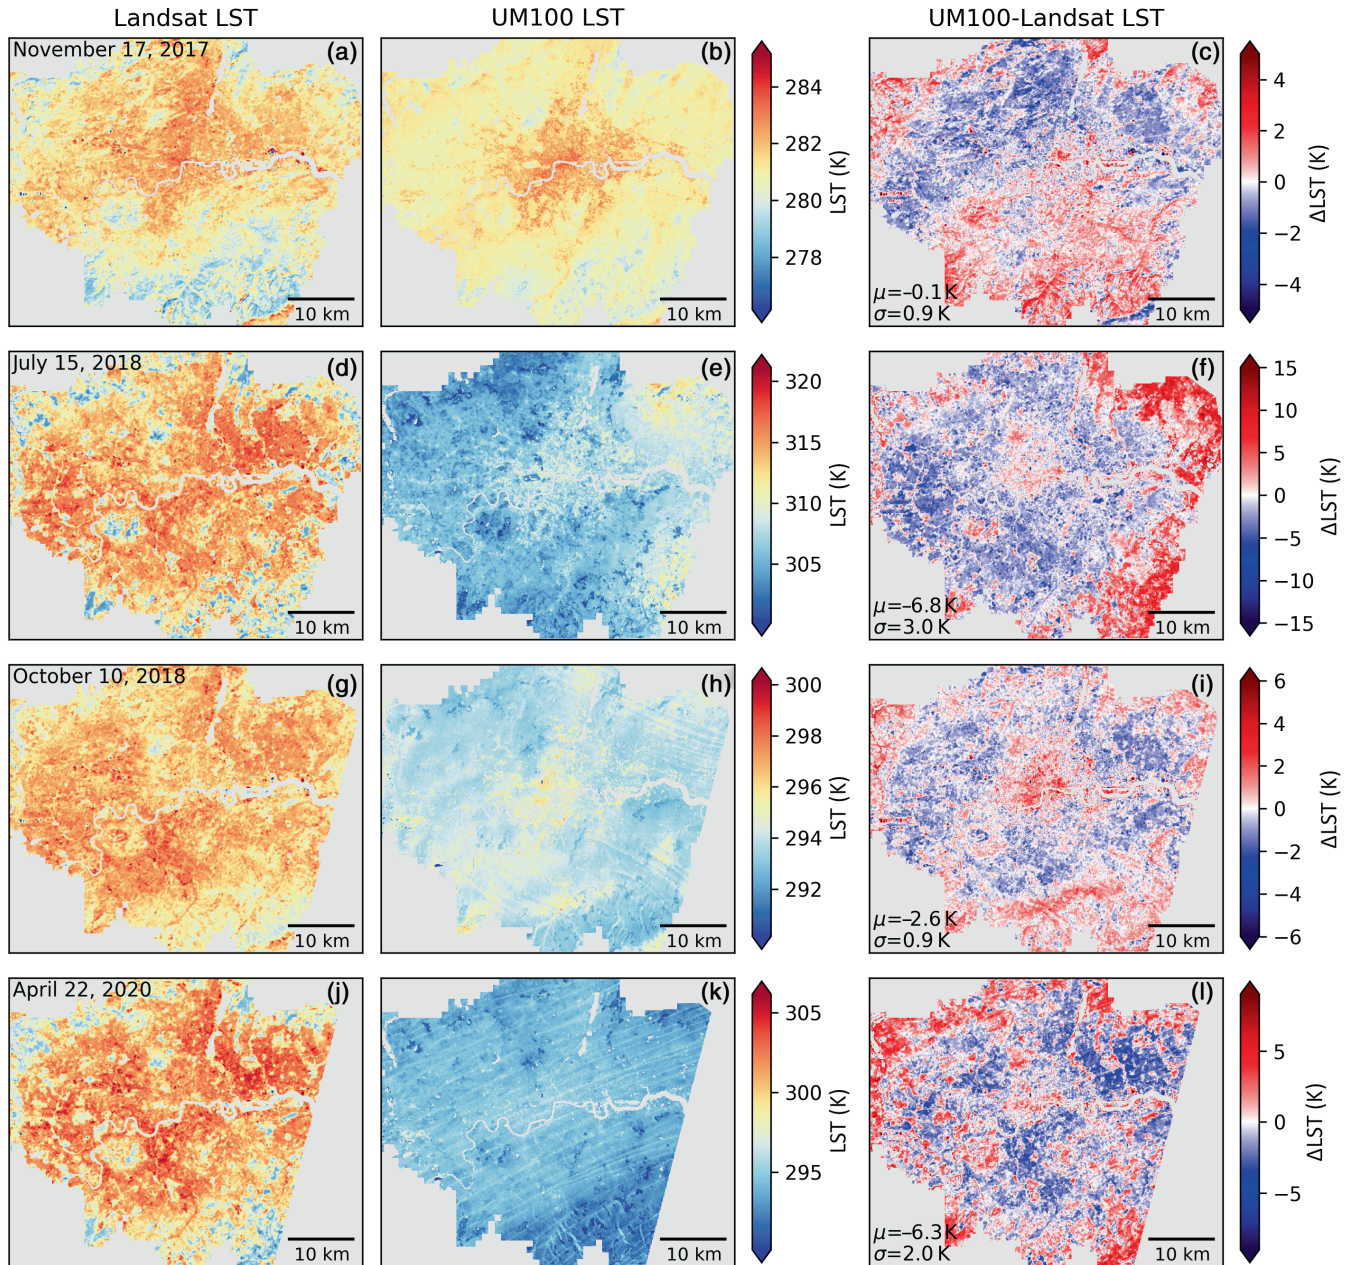 Landsat LST
UM100 LST
UM100-Landsat LST
November 17, 2017
(a)
(b)
(c)
284
282
280
278
LST (K)
4
2
0
−2
−4
ΔLST (K)
μ=–0.1 K
σ=0.9 K
10 km
10 km
10 km
July 15, 2018
(d)
(e)
(f)
320
315
310
305
LST (K)
15
10
5
0
−5
−10
−15
ΔLST (K)
μ=–6.8 K
σ=3.0 K
10 km
10 km
10 km
October 10, 2018
(g)
(h)
(i)
300
298
296
294
292
LST (K)
6
4
2
0
−2
−4
−6
ΔLST (K)
μ=–2.6 K
σ=0.9 K
10 km
10 km
10 km
April 22, 2020
(j)
(k)
(l)
305
300
295
LST (K)
5
0
−5
ΔLST (K)
μ=–6.3 K
σ=2.0 K
10 km
10 km
10 km